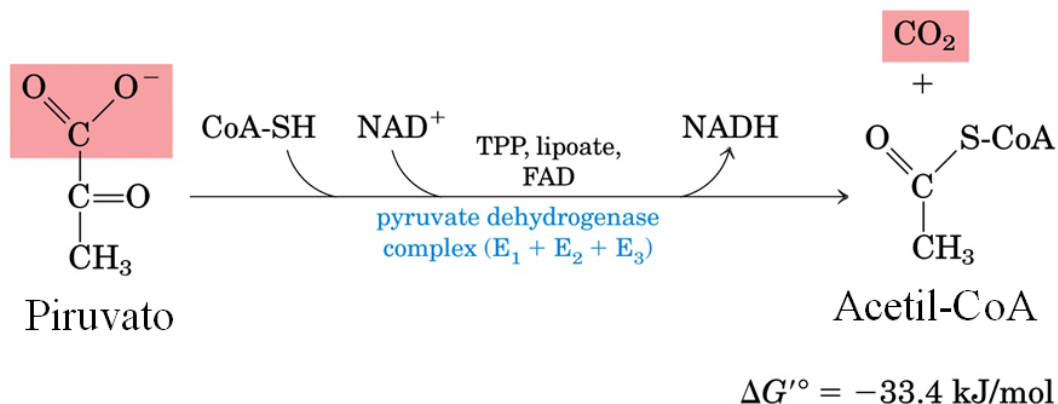 CO₂
+
O O⁻
C
C=O
CH₃
Piruvato
CoA-SH NAD⁺ NADH
TPP, lipoate,
FAD
pyruvate dehydrogenase
complex (E₁ + E₂ + E₃)
O S-CoA
C
CH₃
Acetil-CoA
ΔG′° = −33.4 kJ/mol